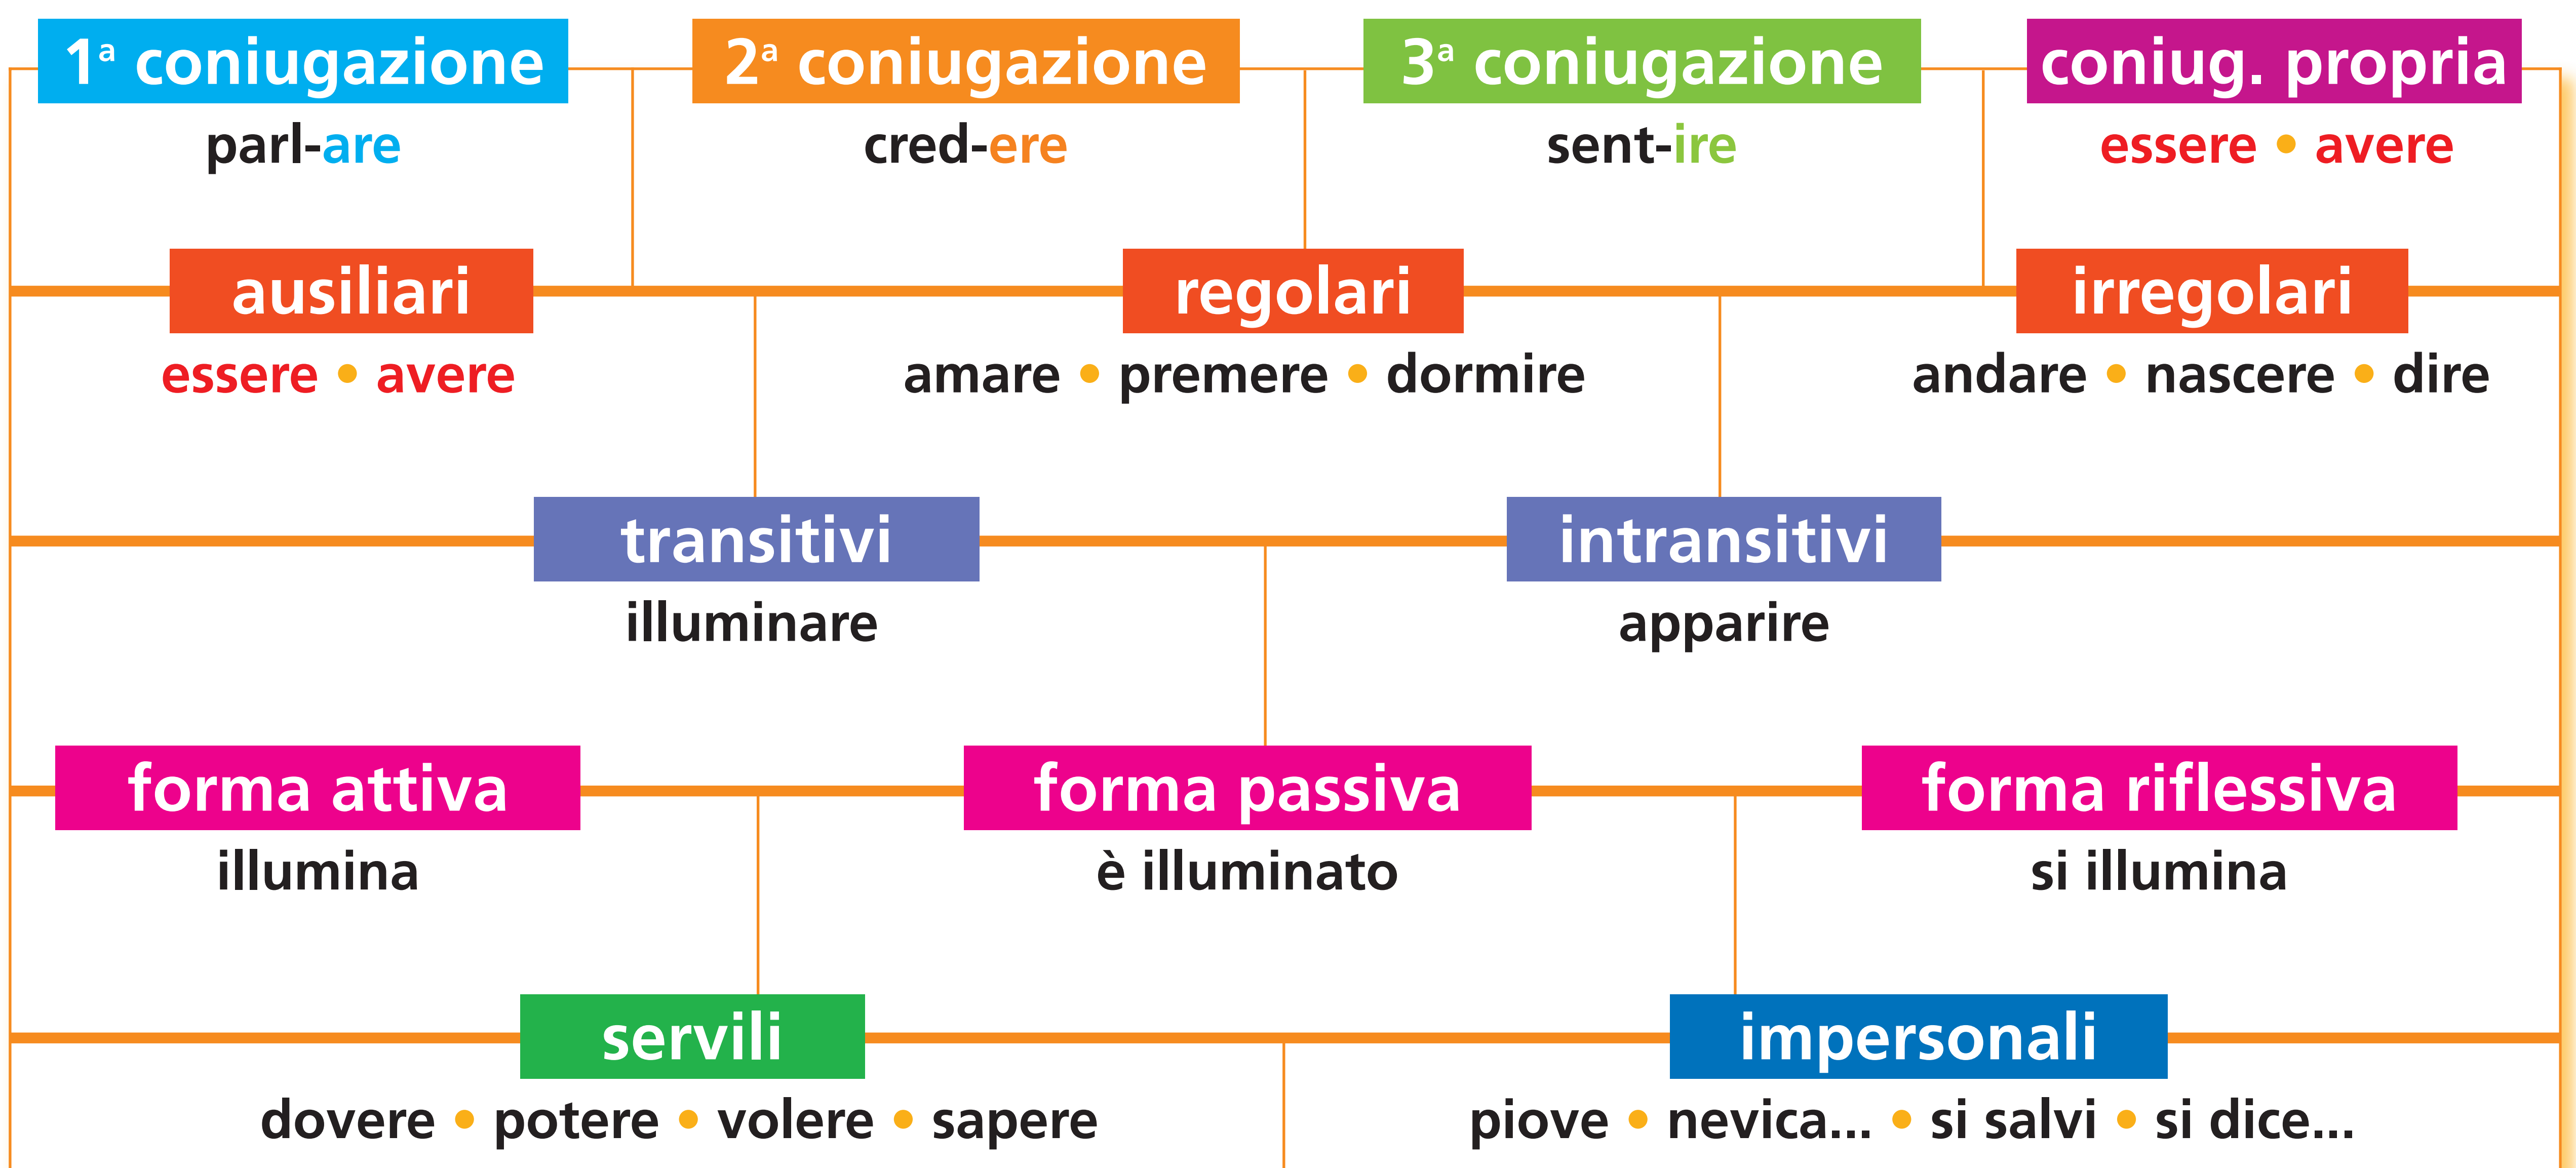 1ª coniugazione 2ª coniugazione 3ª coniugazione coniug. propria
parl-are cred-ere sent-ire essere • avere
ausiliari regolari irregolari
essere • avere amare • premere • dormire andare • nascere • dire
transitivi intransitivi
illuminare apparire
forma attiva forma passiva forma riflessiva
illumina è illuminato si illumina
servili impersonali
dovere • potere • volere • sapere piove • nevica... • si salvi • si dice...